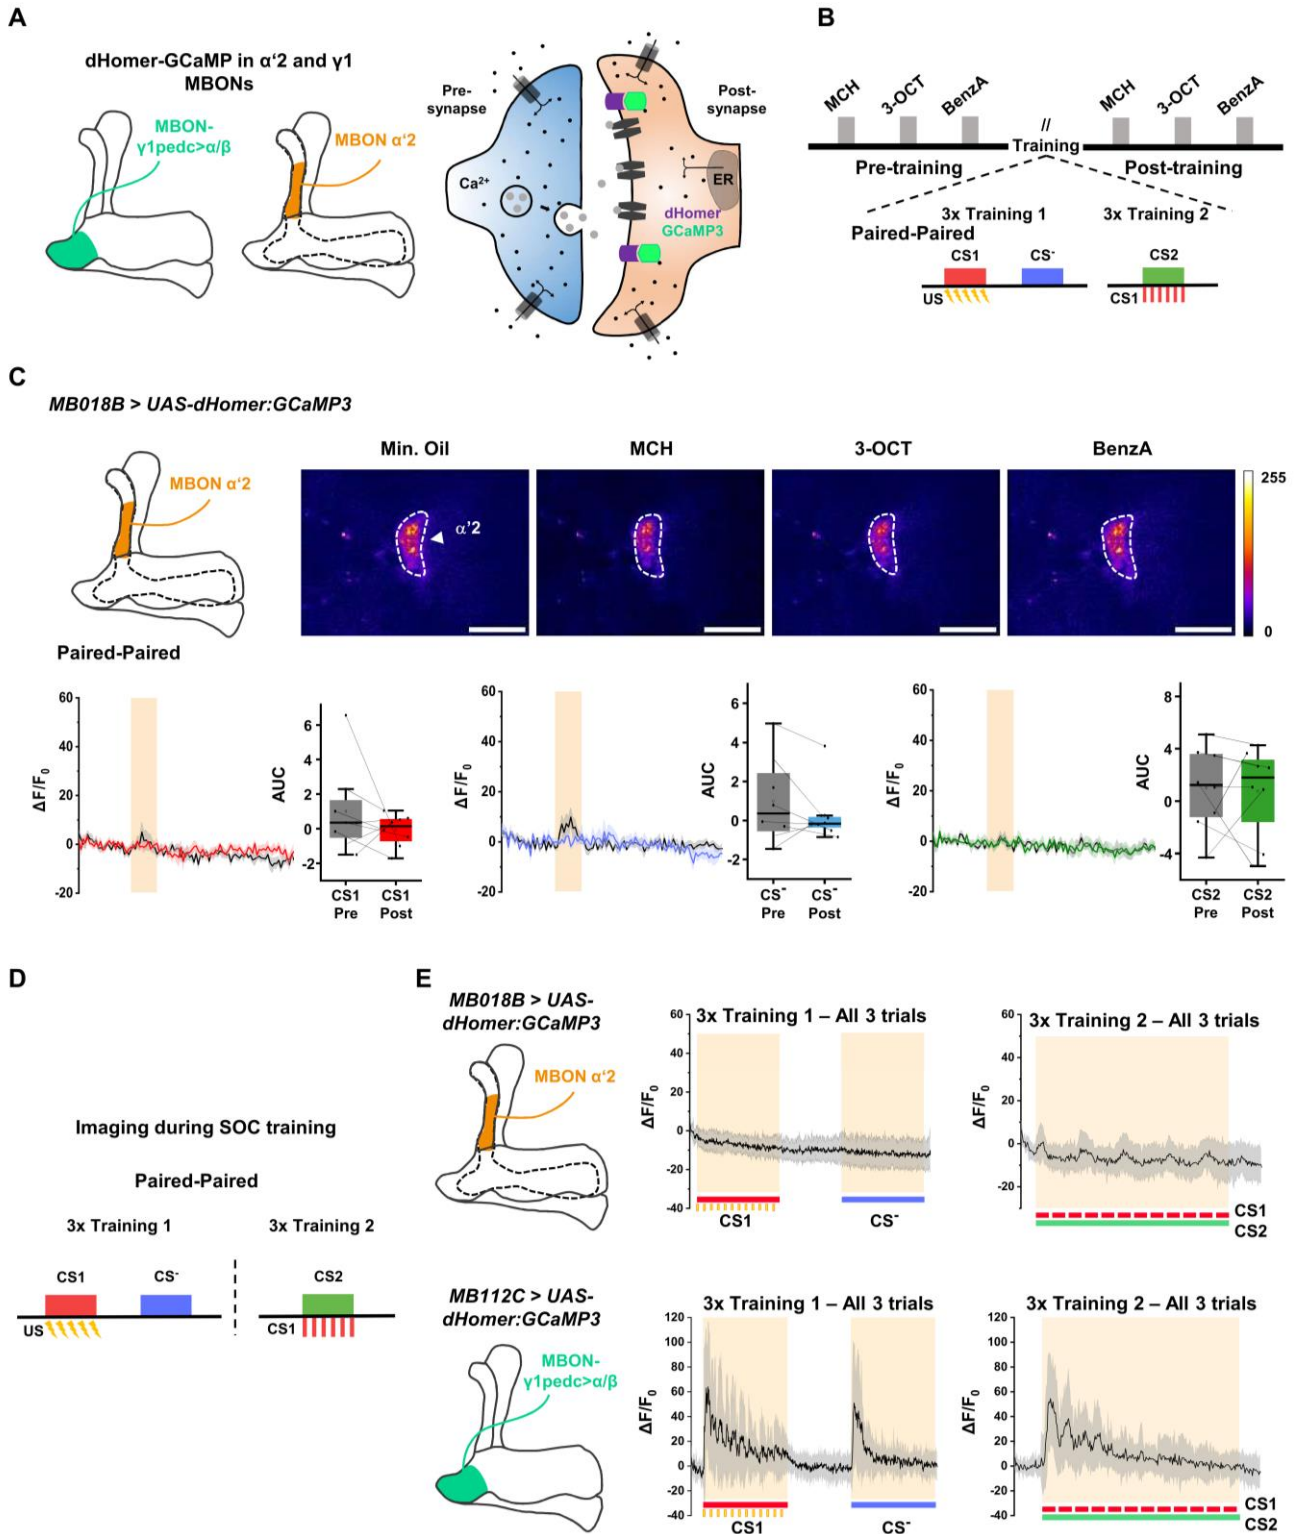 A
dHomer-GCaMP in α‘2 and γ1
MBONs
MBON-
γ1pedc>α/β
MBON α‘2
Pre-
synapse
Post-
synapse
Ca²⁺
ER
dHomer
GCaMP3
B
MCH
3-OCT
BenzA
//
Training
MCH
3-OCT
BenzA
Pre-training
Post-training
3x Training 1
3x Training 2
Paired-Paired
CS1
CS⁻
CS2
US
CS1
C
MB018B > UAS-dHomer:GCaMP3
MBON α‘2
Min. Oil
MCH
3-OCT
BenzA
α’2
255
0
Paired-Paired
60
40
20
0
-20
ΔF/F₀
6
4
2
0
-2
AUC
CS1
Pre
CS1
Post
60
40
20
0
-20
ΔF/F₀
6
4
2
0
-2
AUC
CS⁻
Pre
CS⁻
Post
60
40
20
0
-20
ΔF/F₀
8
4
0
-4
AUC
CS2
Pre
CS2
Post
D
Imaging during SOC training
Paired-Paired
3x Training 1
3x Training 2
CS1
CS⁻
CS2
US
CS1
E
MB018B > UAS-
dHomer:GCaMP3
MBON α‘2
3x Training 1 – All 3 trials
60
40
20
0
-20
-40
ΔF/F₀
CS1
CS⁻
3x Training 2 – All 3 trials
60
40
20
0
-20
ΔF/F₀
CS1
CS2
MB112C > UAS-
dHomer:GCaMP3
MBON-
γ1pedc>α/β
3x Training 1 – All 3 trials
120
100
80
60
40
20
0
-20
-40
ΔF/F₀
CS1
CS⁻
3x Training 2 – All 3 trials
120
100
80
60
40
20
0
-20
-40
ΔF/F₀
CS1
CS2